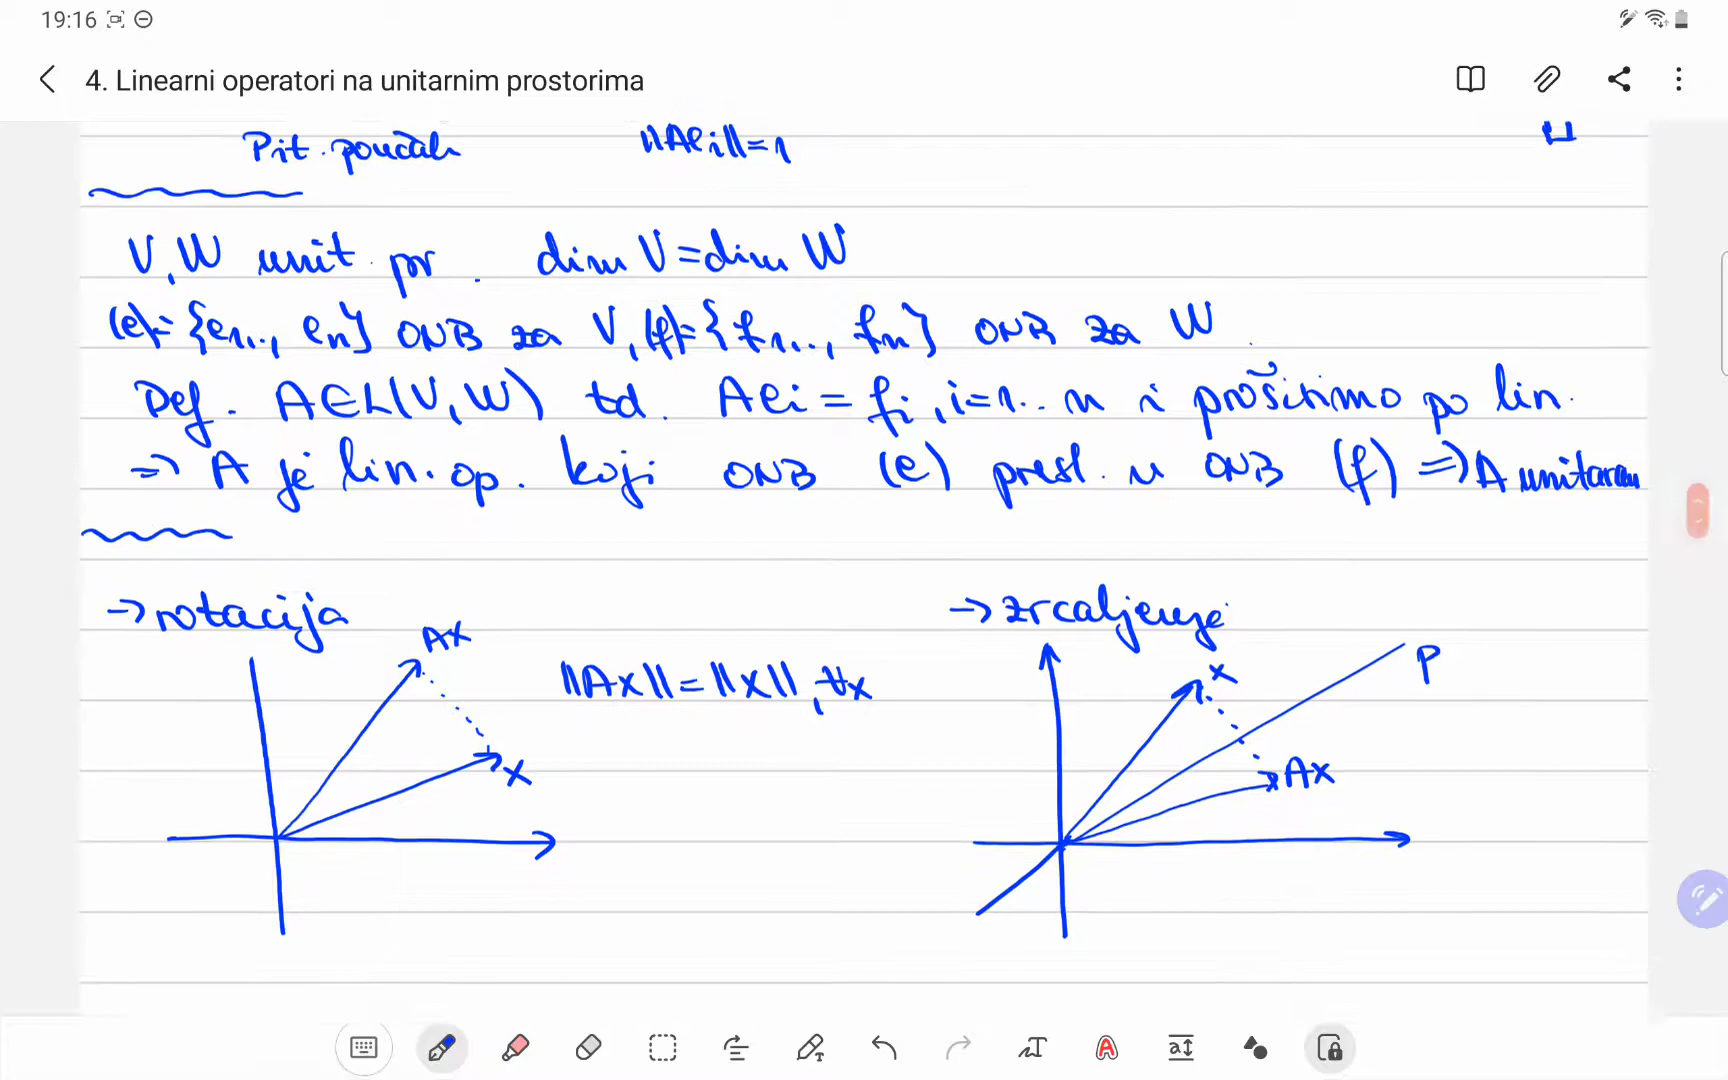 19:16
4. Linearni operatori na unitarnim prostorima
Pit. poučak ||Aei||=1
V, W unit. pr. dim V = dim W
(e)={e1.., en} ONB za V, (f)={f1.., fn} ONB za W.
Def. A∈L(V,W) td. Aei = fi, i=1..n i proširimo po lin.
=> A je lin. op. koji ONB (e) presl. u ONB (f) => A unitaran
→ rotacija → zrcaljenje
Ax x p
||Ax|| = ||x||, ∀x
x Ax